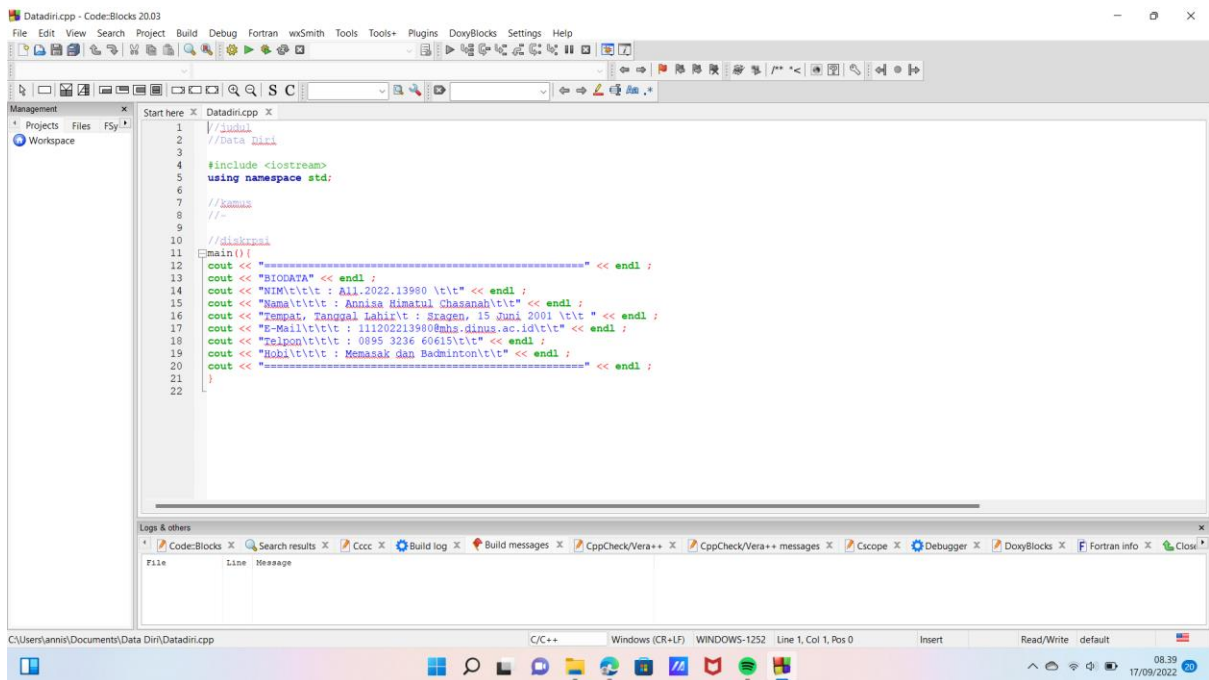 Datadiri.cpp - Code::Blocks 20.03
File Edit View Search Project Build Debug Fortran wxSmith Tools Tools+ Plugins DoxyBlocks Settings Help
S C
Management
Projects Files FSy
Workspace
Start here Datadiri.cpp
1 //judul
2 //Data Diri
3
4 #include <iostream>
5 using namespace std;
6
7 //kamus
8 //-
9
10 //diskrpsi
11 main(){
12 cout << "===================================================" << endl ;
13 cout << "BIODATA" << endl ;
14 cout << "NIM\t\t\t : A11.2022.13980 \t\t" << endl ;
15 cout << "Nama\t\t\t : Annisa Himatul Chasanah\t\t" << endl ;
16 cout << "Tempat, Tanggal Lahir\t : Sragen, 15 Juni 2001 \t\t " << endl ;
17 cout << "E-Mail\t\t\t : 111202213980@mhs.dinus.ac.id\t\t" << endl ;
18 cout << "Telpon\t\t\t : 0895 3236 60615\t\t" << endl ;
19 cout << "Hobi\t\t\t : Memasak dan Badminton\t\t" << endl ;
20 cout << "===================================================" << endl ;
21 }
22
Logs & others
Code::Blocks X Search results X Cccc X Build log X Build messages X CppCheck/Vera++ X CppCheck/Vera++ messages X Cscope X Debugger X DoxyBlocks X Fortran info X Close
File Line Message
C:\Users\annis\Documents\Data Diri\Datadiri.cpp C/C++ Windows (CR+LF) WINDOWS-1252 Line 1, Col 1, Pos 0 Insert Read/Write default
08.39
17/09/2022 20